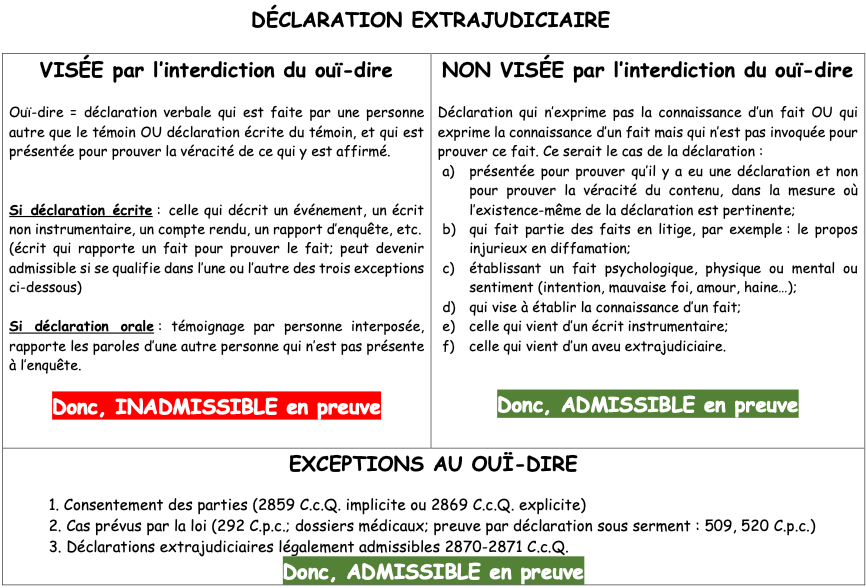 DÉCLARATION EXTRAJUDICIAIRE
VISÉE par l’interdiction du ouï-dire
Ouï-dire = déclaration verbale qui est faite par une personne
autre que le témoin OU déclaration écrite du témoin, et qui est
présentée pour prouver la véracité de ce qui y est affirmé.
Si déclaration écrite : celle qui décrit un événement, un écrit
non instrumentaire, un compte rendu, un rapport d’enquête, etc.
(écrit qui rapporte un fait pour prouver le fait; peut devenir
admissible si se qualifie dans l’une ou l’autre des trois exceptions
ci-dessous)
Si déclaration orale : témoignage par personne interposée,
rapporte les paroles d’une autre personne qui n’est pas présente
à l’enquête.
Donc, INADMISSIBLE en preuve
NON VISÉE par l’interdiction du ouï-dire
Déclaration qui n’exprime pas la connaissance d’un fait OU qui
exprime la connaissance d’un fait mais qui n’est pas invoquée pour
prouver ce fait. Ce serait le cas de la déclaration :
a) présentée pour prouver qu’il y a eu une déclaration et non
pour prouver la véracité du contenu, dans la mesure où
l’existence-même de la déclaration est pertinente;
b) qui fait partie des faits en litige, par exemple : le propos
injurieux en diffamation;
c) établissant un fait psychologique, physique ou mental ou
sentiment (intention, mauvaise foi, amour, haine…);
d) qui vise à établir la connaissance d’un fait;
e) celle qui vient d’un écrit instrumentaire;
f) celle qui vient d’un aveu extrajudiciaire.
Donc, ADMISSIBLE en preuve
EXCEPTIONS AU OUÏ-DIRE
1. Consentement des parties (2859 C.c.Q. implicite ou 2869 C.c.Q. explicite)
2. Cas prévus par la loi (292 C.p.c.; dossiers médicaux; preuve par déclaration sous serment : 509, 520 C.p.c.)
3. Déclarations extrajudiciaires légalement admissibles 2870-2871 C.c.Q.
Donc, ADMISSIBLE en preuve